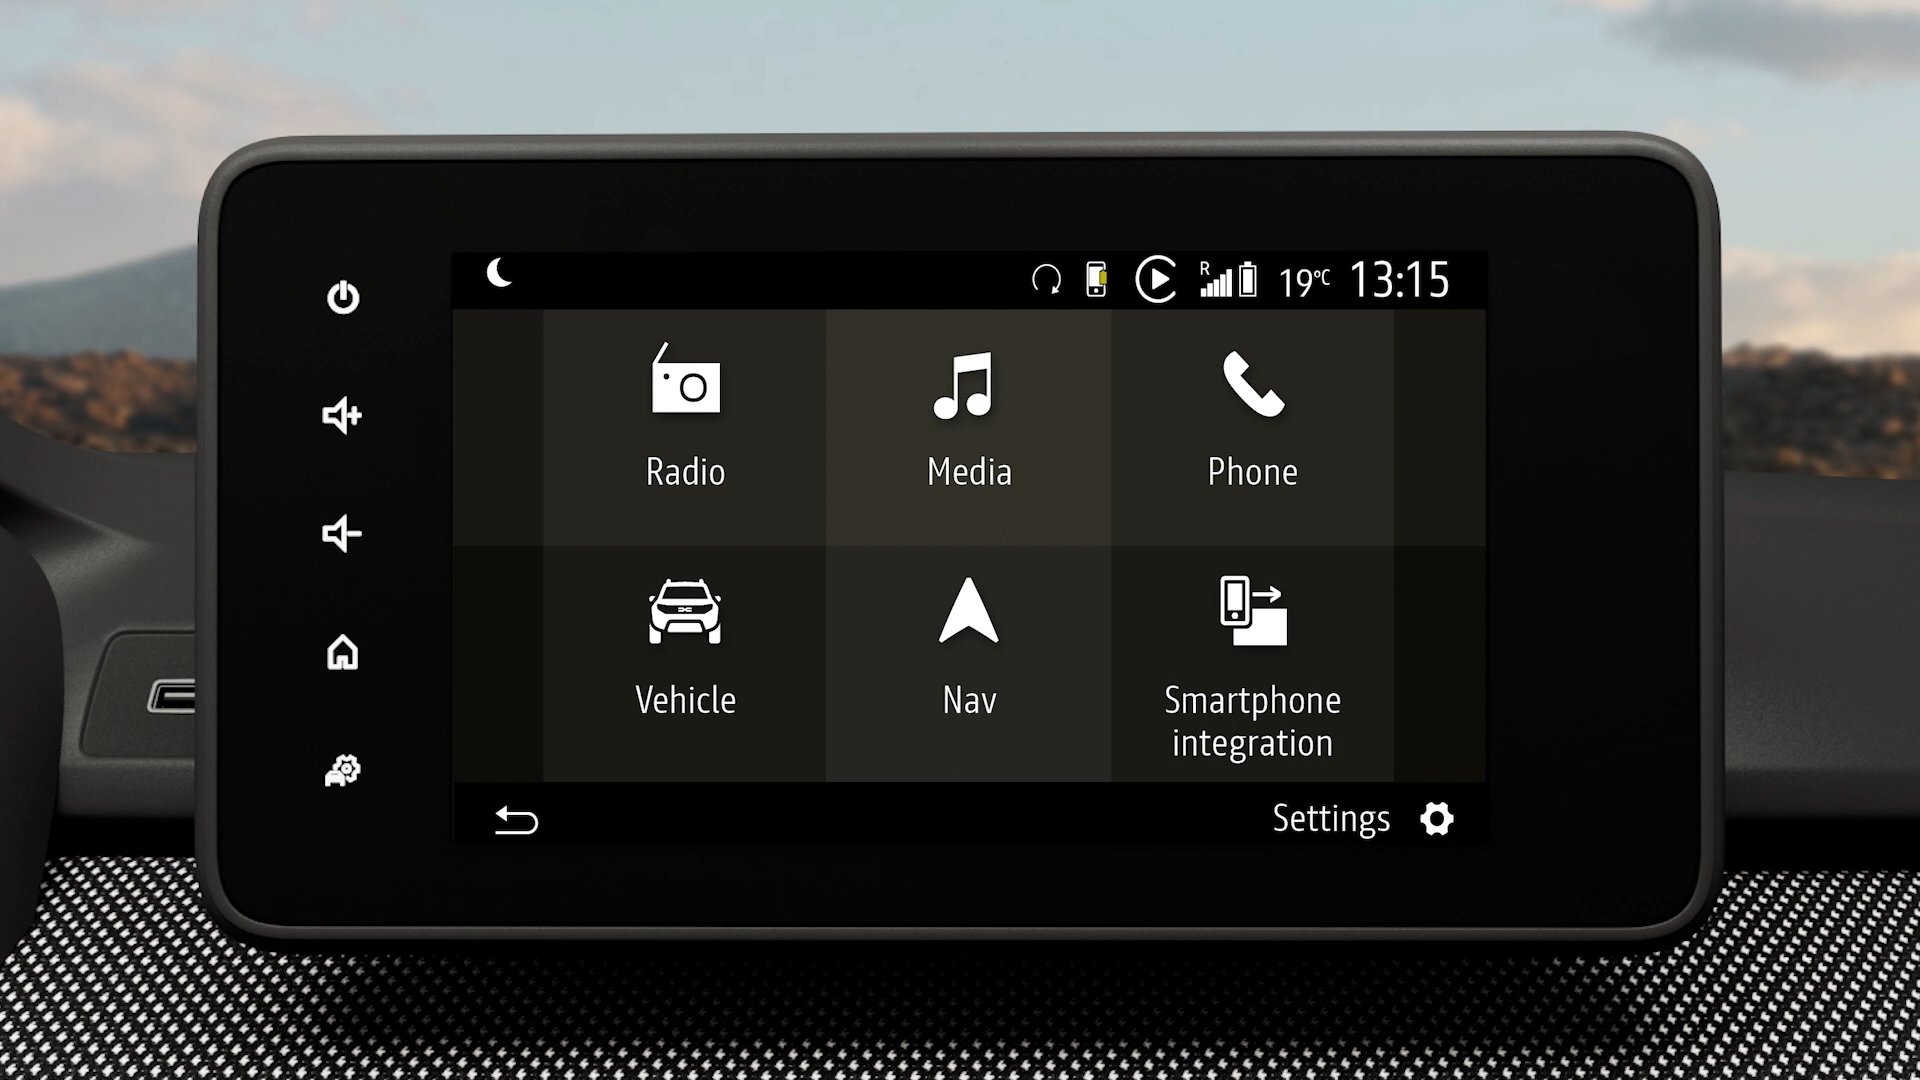 R
19°C 13:15
Radio
Media
Phone
Vehicle
Nav
Smartphone
integration
Settings